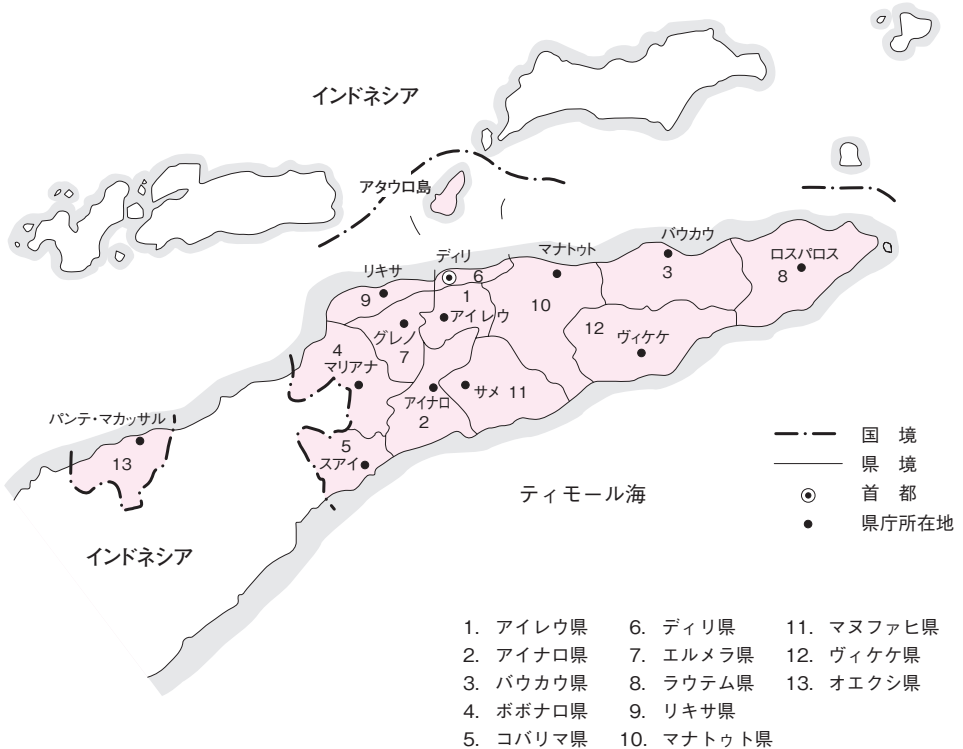 インドネシア
アタウロ島
バウカウ
マナトゥト
ディリ
ロスパロス
リキサ
6
3
8
9
1
10
アイレウ
グレノ
12
ヴィケケ
4
7
マリアナ
アイナロ
サメ 11
2
パンテ・マカッサル
5
スアイ
13
国 境
県 境
首 都
県庁所在地
ティモール海
インドネシア
1. アイレウ県 6. ディリ県 11. マヌファヒ県
2. アイナロ県 7. エルメラ県 12. ヴィケケ県
3. バウカウ県 8. ラウテム県 13. オエクシ県
4. ボボナロ県 9. リキサ県
5. コバリマ県 10. マナトゥト県